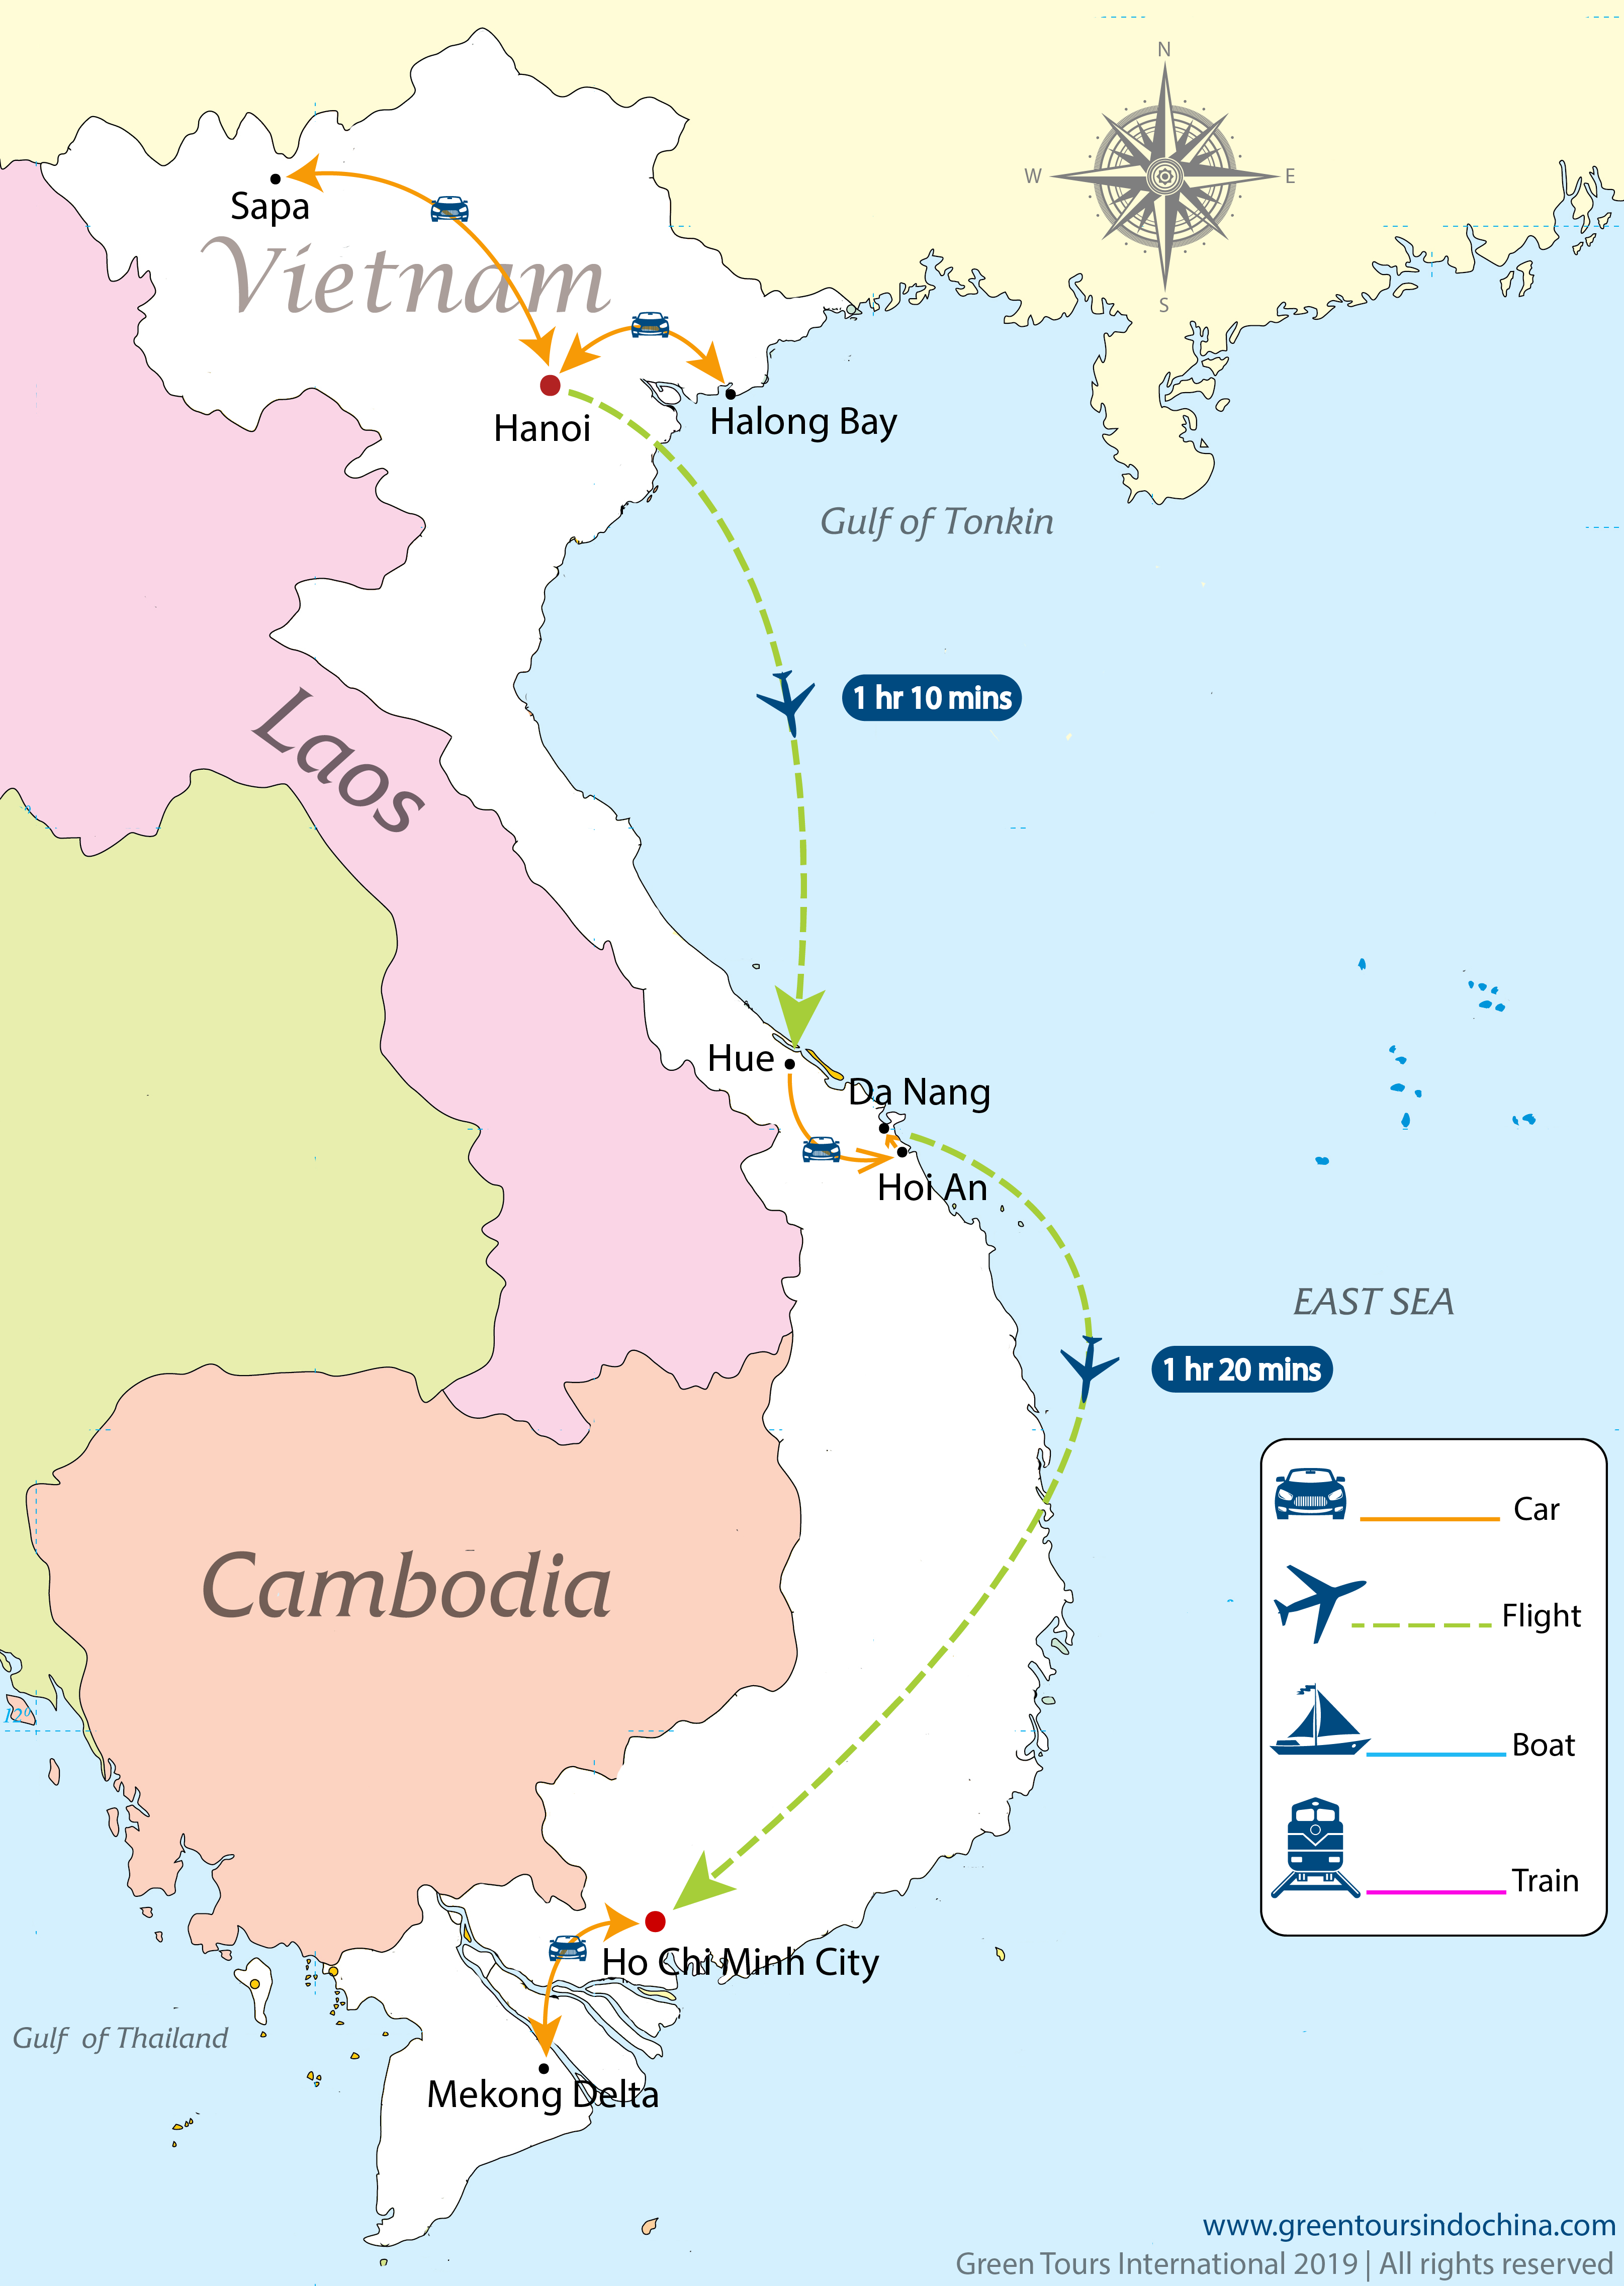 N
W
E
S
Sapa
Vietnam
Hanoi
Halong Bay
Gulf of Tonkin
1 hr 10 mins
Laos
Hue
Da Nang
Hoi An
EAST SEA
1 hr 20 mins
Car
Cambodia
Flight
12°
Boat
Train
Ho Chi Minh City
Gulf of Thailand
Mekong Delta
www.greentoursindochina.com
Green Tours International 2019 | All rights reserved